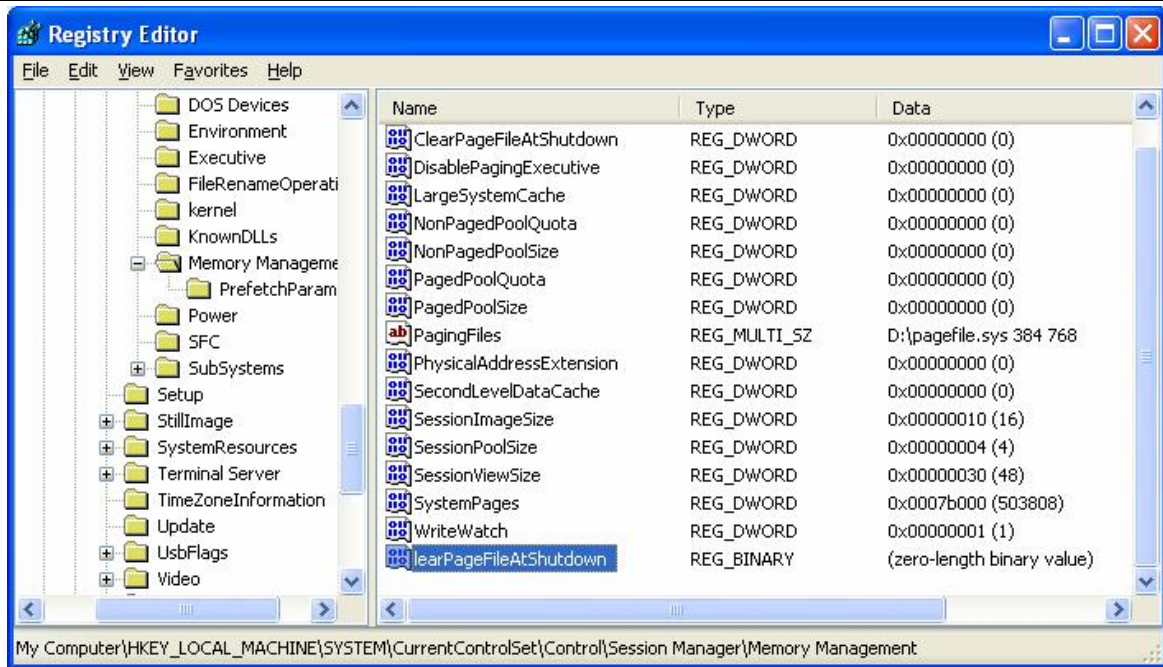 Registry Editor
File Edit View Favorites Help
DOS Devices
Environment
Executive
FileRenameOperati
kernel
KnownDLLs
Memory Manageme
PrefetchParam
Power
SFC
SubSystems
Setup
StillImage
SystemResources
Terminal Server
TimeZoneInformation
Update
UsbFlags
Video
Name Type Data
ClearPageFileAtShutdown REG_DWORD 0x00000000 (0)
DisablePagingExecutive REG_DWORD 0x00000000 (0)
LargeSystemCache REG_DWORD 0x00000000 (0)
NonPagedPoolQuota REG_DWORD 0x00000000 (0)
NonPagedPoolSize REG_DWORD 0x00000000 (0)
PagedPoolQuota REG_DWORD 0x00000000 (0)
PagedPoolSize REG_DWORD 0x00000000 (0)
PagingFiles REG_MULTI_SZ D:\pagefile.sys 384 768
PhysicalAddressExtension REG_DWORD 0x00000000 (0)
SecondLevelDataCache REG_DWORD 0x00000000 (0)
SessionImageSize REG_DWORD 0x00000010 (16)
SessionPoolSize REG_DWORD 0x00000004 (4)
SessionViewSize REG_DWORD 0x00000030 (48)
SystemPages REG_DWORD 0x0007b000 (503808)
WriteWatch REG_DWORD 0x00000001 (1)
learPageFileAtShutdown REG_BINARY (zero-length binary value)
My Computer\HKEY_LOCAL_MACHINE\SYSTEM\CurrentControlSet\Control\Session Manager\Memory Management